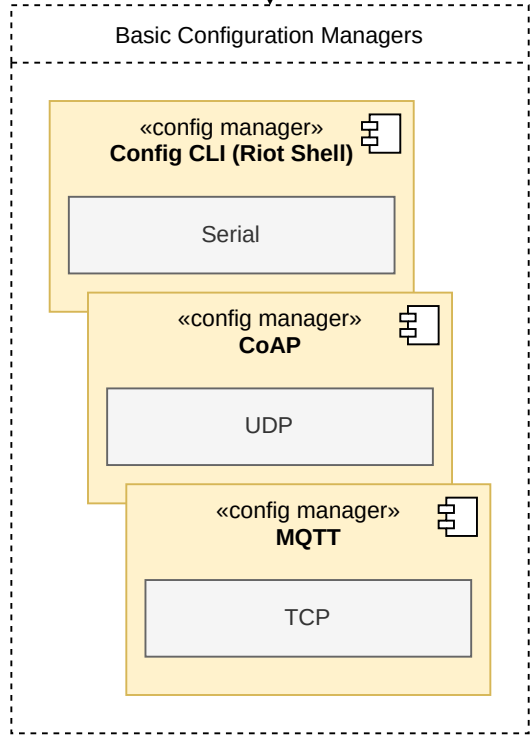 Basic Configuration Managers
«config manager»
Config CLI (Riot Shell)
Serial
«config manager»
CoAP
UDP
«config manager»
MQTT
TCP